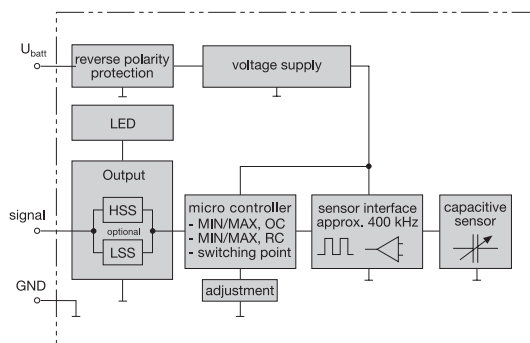 U_batt
reverse polarity
protection
voltage supply
LED
Output
HSS
optional
LSS
signal
micro controller
- MIN/MAX, OC
- MIN/MAX, RC
- switching point
sensor interface
approx. 400 kHz
capacitive
sensor
GND
adjustment